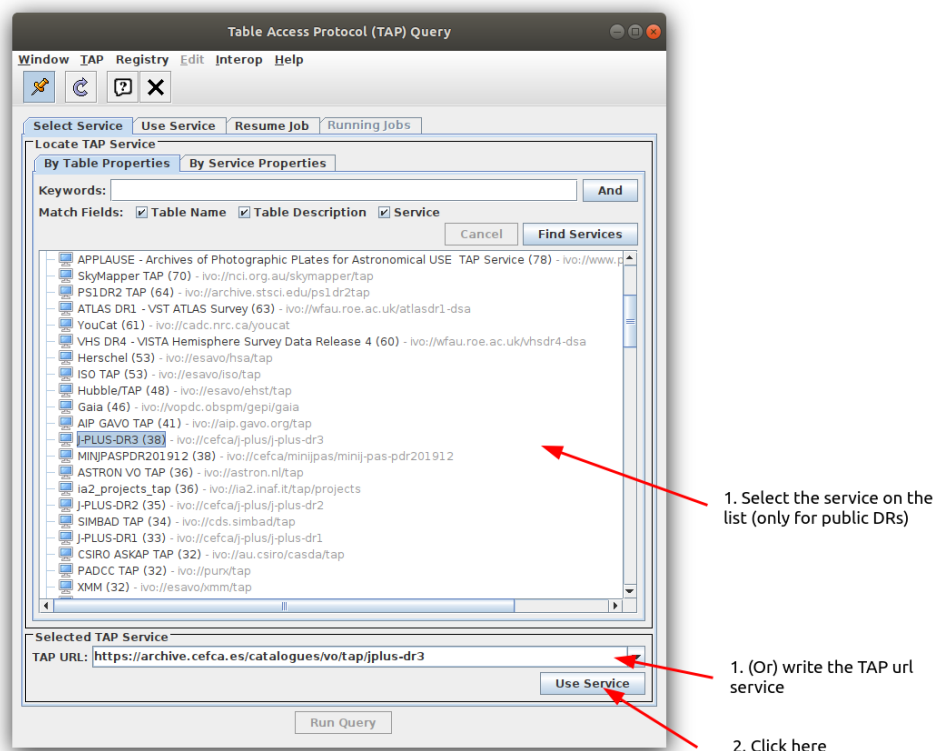 Table Access Protocol (TAP) Query
Window TAP Registry Edit Interop Help
Select Service Use Service Resume Job Running Jobs
Locate TAP Service
By Table Properties By Service Properties
Keywords: And
Match Fields: Table Name Table Description Service
Cancel Find Services
APPLAUSE - Archives of Photographic PLates for Astronomical USE TAP Service (78) - ivo://www.p
SkyMapper TAP (70) - ivo://nci.org.au/skymapper/tap
PS1DR2 TAP (64) - ivo://archive.stsci.edu/ps1dr2tap
ATLAS DR1 - VST ATLAS Survey (63) - ivo://wfau.roe.ac.uk/atlasdr1-dsa
YouCat (61) - ivo://cadc.nrc.ca/youcat
VHS DR4 - VISTA Hemisphere Survey Data Release 4 (60) - ivo://wfau.roe.ac.uk/vhsdr4-dsa
Herschel (53) - ivo://esavo/hsa/tap
ISO TAP (53) - ivo://esavo/iso/tap
Hubble/TAP (48) - ivo://esavo/ehst/tap
Gaia (46) - ivo://vopdc.obspm/gepi/gaia
AIP GAVO TAP (41) - ivo://aip.gavo.org/tap
J-PLUS-DR3 (38) - ivo://cefca/j-plus/j-plus-dr3
MINJPASPDR201912 (38) - ivo://cefca/minijpas/minij-pas-pdr201912
ASTRON VO TAP (36) - ivo://astron.nl/tap
ia2_projects_tap (36) - ivo://ia2.inaf.it/tap/projects
J-PLUS-DR2 (35) - ivo://cefca/j-plus/j-plus-dr2
SIMBAD TAP (34) - ivo://cds.simbad/tap
J-PLUS-DR1 (33) - ivo://cefca/j-plus/j-plus-dr1
CSIRO ASKAP TAP (32) - ivo://au.csiro/casda/tap
PADCC TAP (32) - ivo://purx/tap
XMM (32) - ivo://esavo/xmm/tap
1. Select the service on the
list (only for public DRs)
Selected TAP Service
TAP URL: https://archive.cefca.es/catalogues/vo/tap/jplus-dr3
Use Service
1. (Or) write the TAP url
service
Run Query
2. Click here